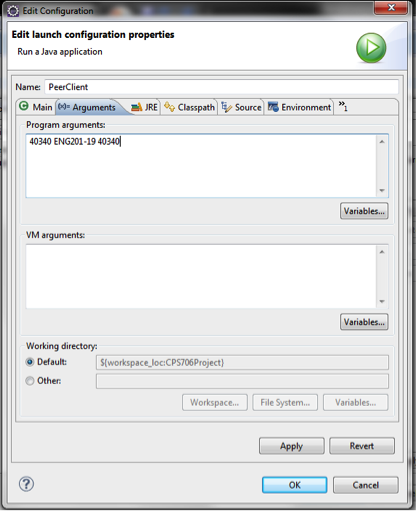 Edit Configuration
Edit launch configuration properties
Run a Java application
Name: PeerClient
Main (x)= Arguments JRE Classpath Source Environment »1
Program arguments:
40340 ENG201-19 40340
Variables...
VM arguments:
Variables...
Working directory:
Default: ${workspace_loc:CPS706Project}
Other:
Workspace... File System... Variables...
Apply Revert
? OK Cancel